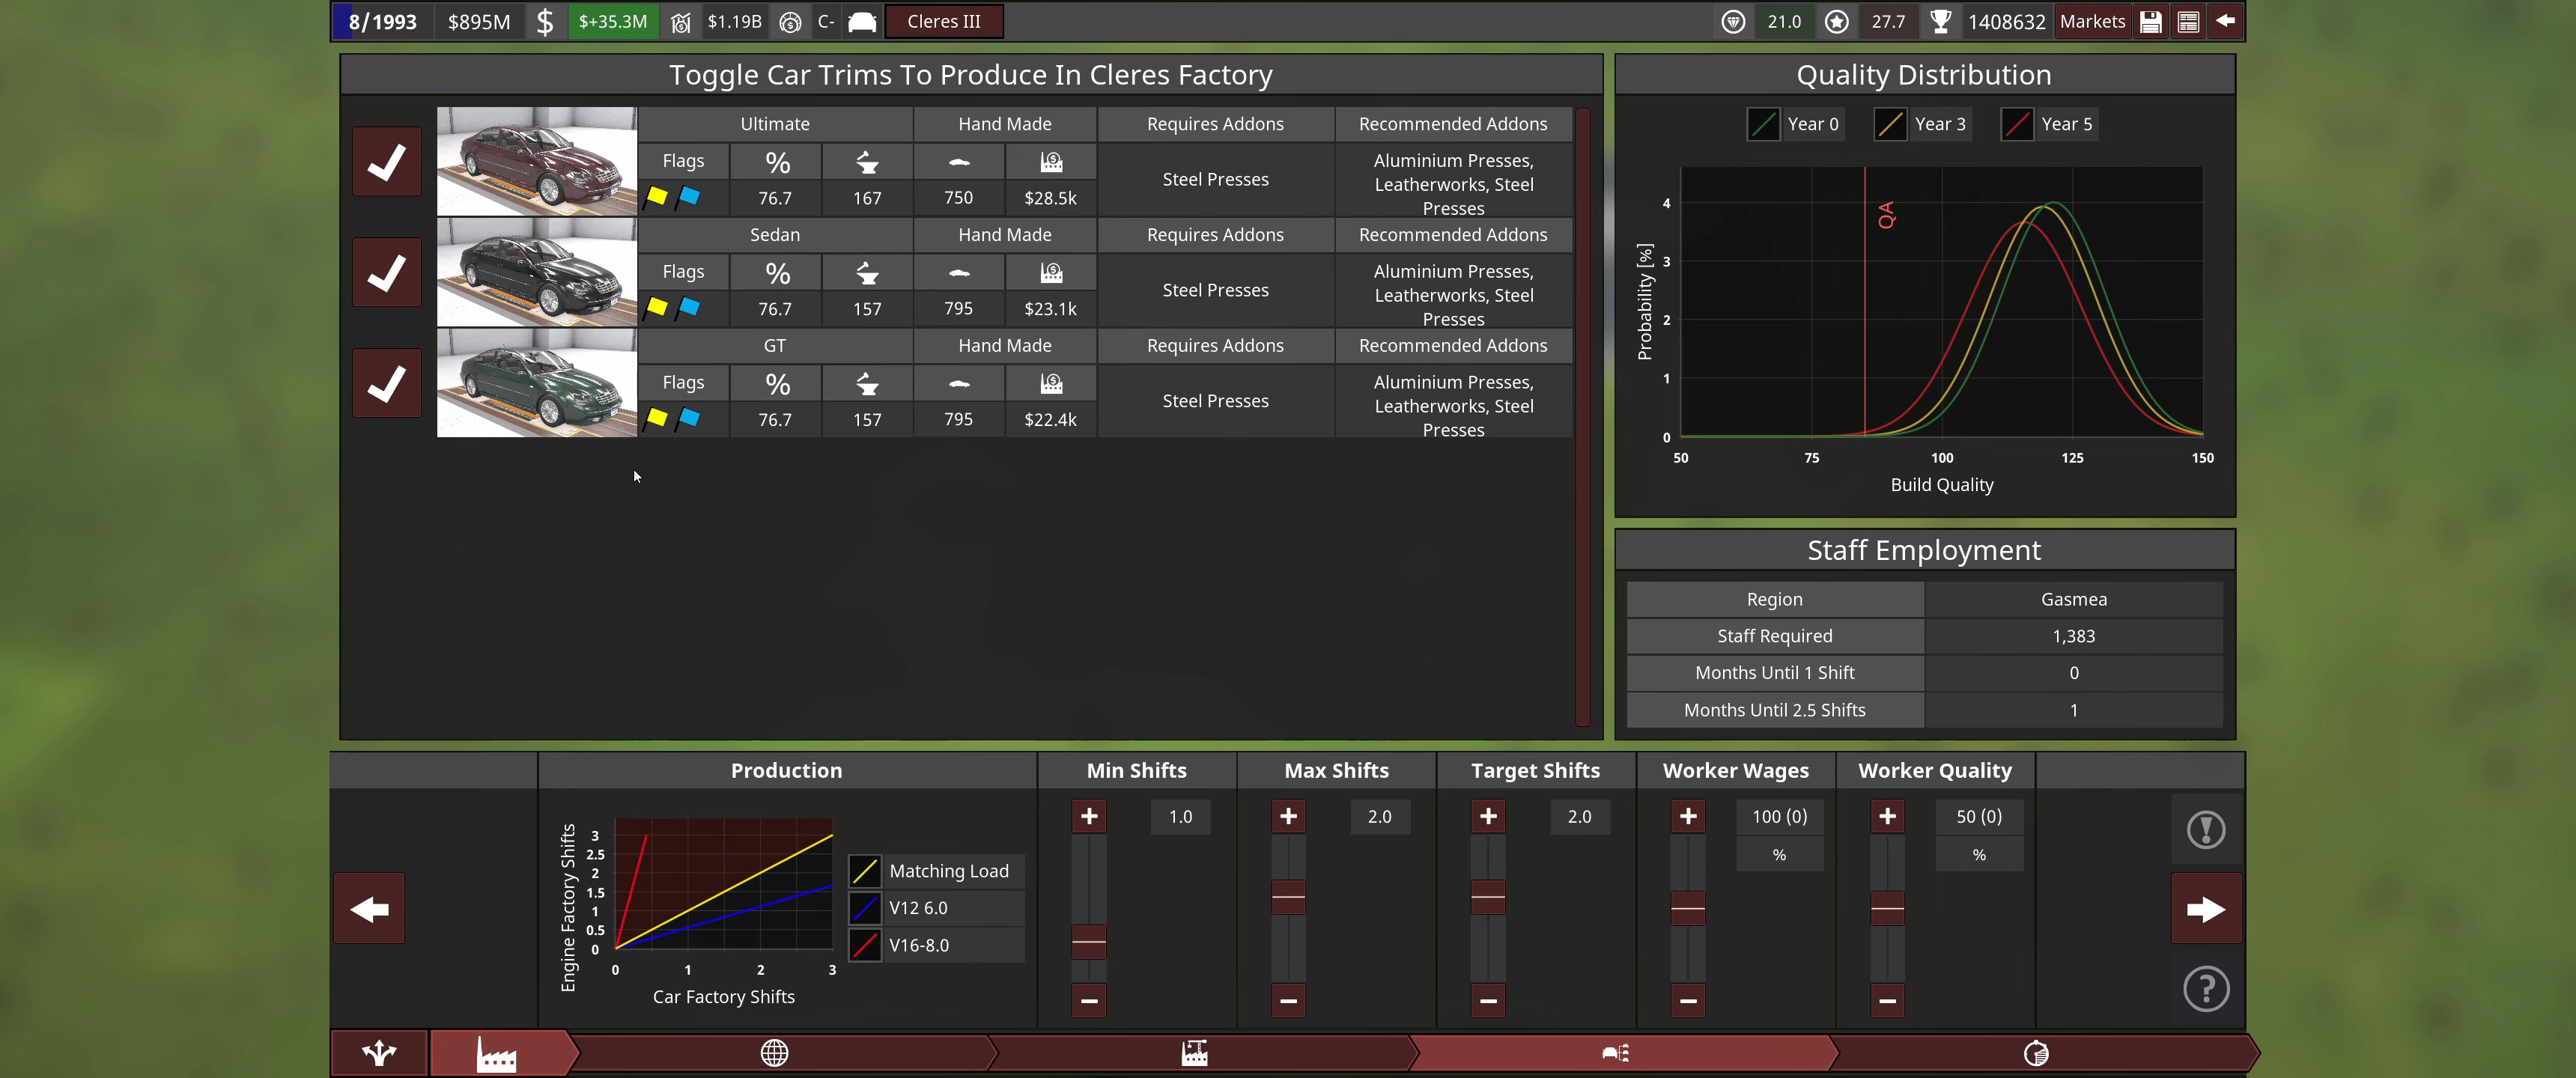 8/1993 $895M $ $+35.3M $1.19B C- Cleres III 21.0 27.7 1408632 Markets
Toggle Car Trims To Produce In Cleres Factory
Ultimate Hand Made Requires Addons Recommended Addons
Flags % Steel Presses Aluminium Presses,
Leatherworks, Steel
Presses
76.7 167 750 $28.5k
Sedan Hand Made Requires Addons Recommended Addons
Flags % Steel Presses Aluminium Presses,
Leatherworks, Steel
Presses
76.7 157 795 $23.1k
GT Hand Made Requires Addons Recommended Addons
Flags % Steel Presses Aluminium Presses,
Leatherworks, Steel
Presses
76.7 157 795 $22.4k
Quality Distribution
Year 0 Year 3 Year 5
QA
Probability [%]
4
3
2
1
0
50 75 100 125 150
Build Quality
Staff Employment
Region Gasmea
Staff Required 1,383
Months Until 1 Shift 0
Months Until 2.5 Shifts 1
Production
Engine Factory Shifts
3
2.5
2
1.5
1
0.5
0
0 1 2 3
Car Factory Shifts
Matching Load
V12 6.0
V16-8.0
Min Shifts
+ 1.0
−
Max Shifts
+ 2.0
−
Target Shifts
+ 2.0
−
Worker Wages
+ 100 (0)
%
−
Worker Quality
+ 50 (0)
%
−
!
?